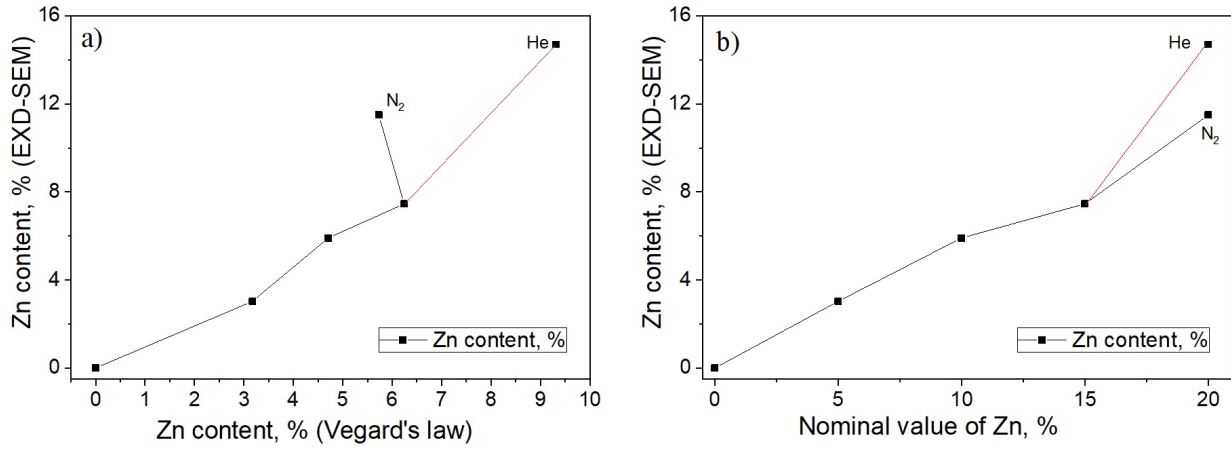 a)
Zn content, % (EXD-SEM)
16
12
8
4
0
He
N₂
Zn content, %
0 1 2 3 4 5 6 7 8 9 10
Zn content, % (Vegard's law)
b)
Zn content, % (EXD-SEM)
16
12
8
4
0
He
N₂
Zn content, %
0 5 10 15 20
Nominal value of Zn, %